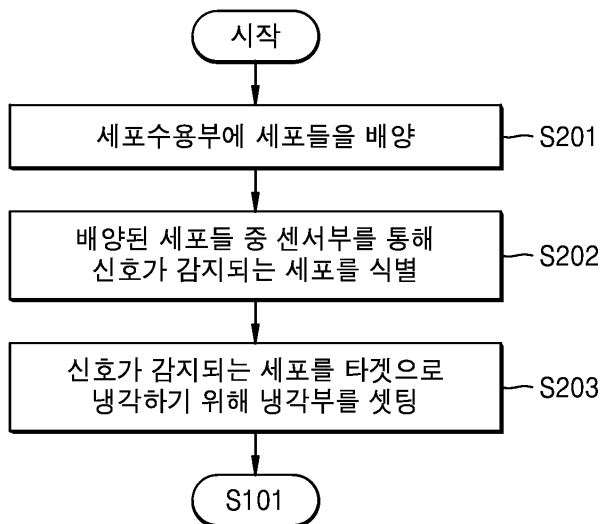 시작
세포수용부에 세포들을 배양
S201
배양된 세포들 중 센서부를 통해
신호가 감지되는 세포를 식별
S202
신호가 감지되는 세포를 타겟으로
냉각하기 위해 냉각부를 셋팅
S203
S101